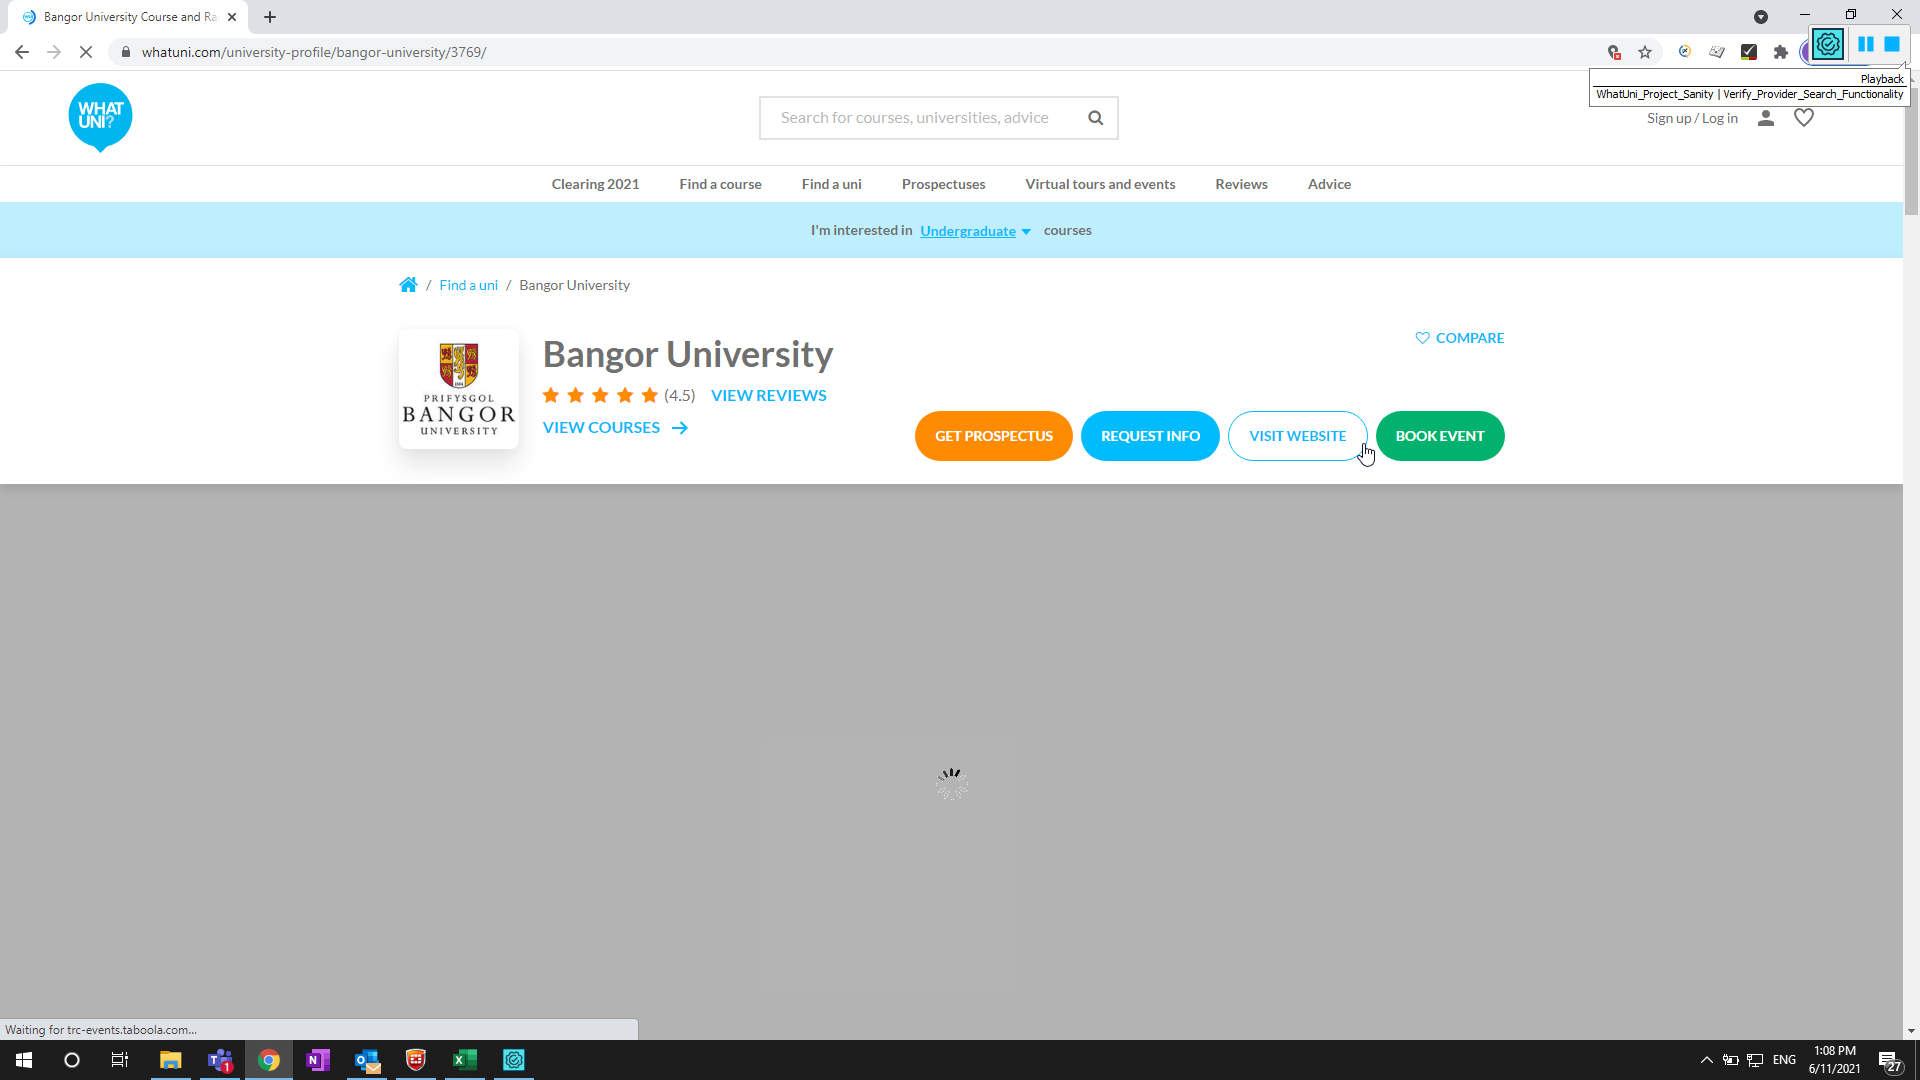 Bangor University Course and Ra
whatuni.com/university-profile/bangor-university/3769/
Playback
WhatUni_Project_Sanity | Verify_Provider_Search_Functionality
WHAT
UNI?
Search for courses, universities, advice
Sign up / Log in
Clearing 2021
Find a course
Find a uni
Prospectuses
Virtual tours and events
Reviews
Advice
I'm interested in Undergraduate courses
/ Find a uni / Bangor University
PRIFYSGOL
BANGOR
UNIVERSITY
Bangor University
COMPARE
(4.5) VIEW REVIEWS
VIEW COURSES
GET PROSPECTUS
REQUEST INFO
VISIT WEBSITE
BOOK EVENT
Waiting for trc-events.taboola.com...
1
ENG
1:08 PM
6/11/2021
27